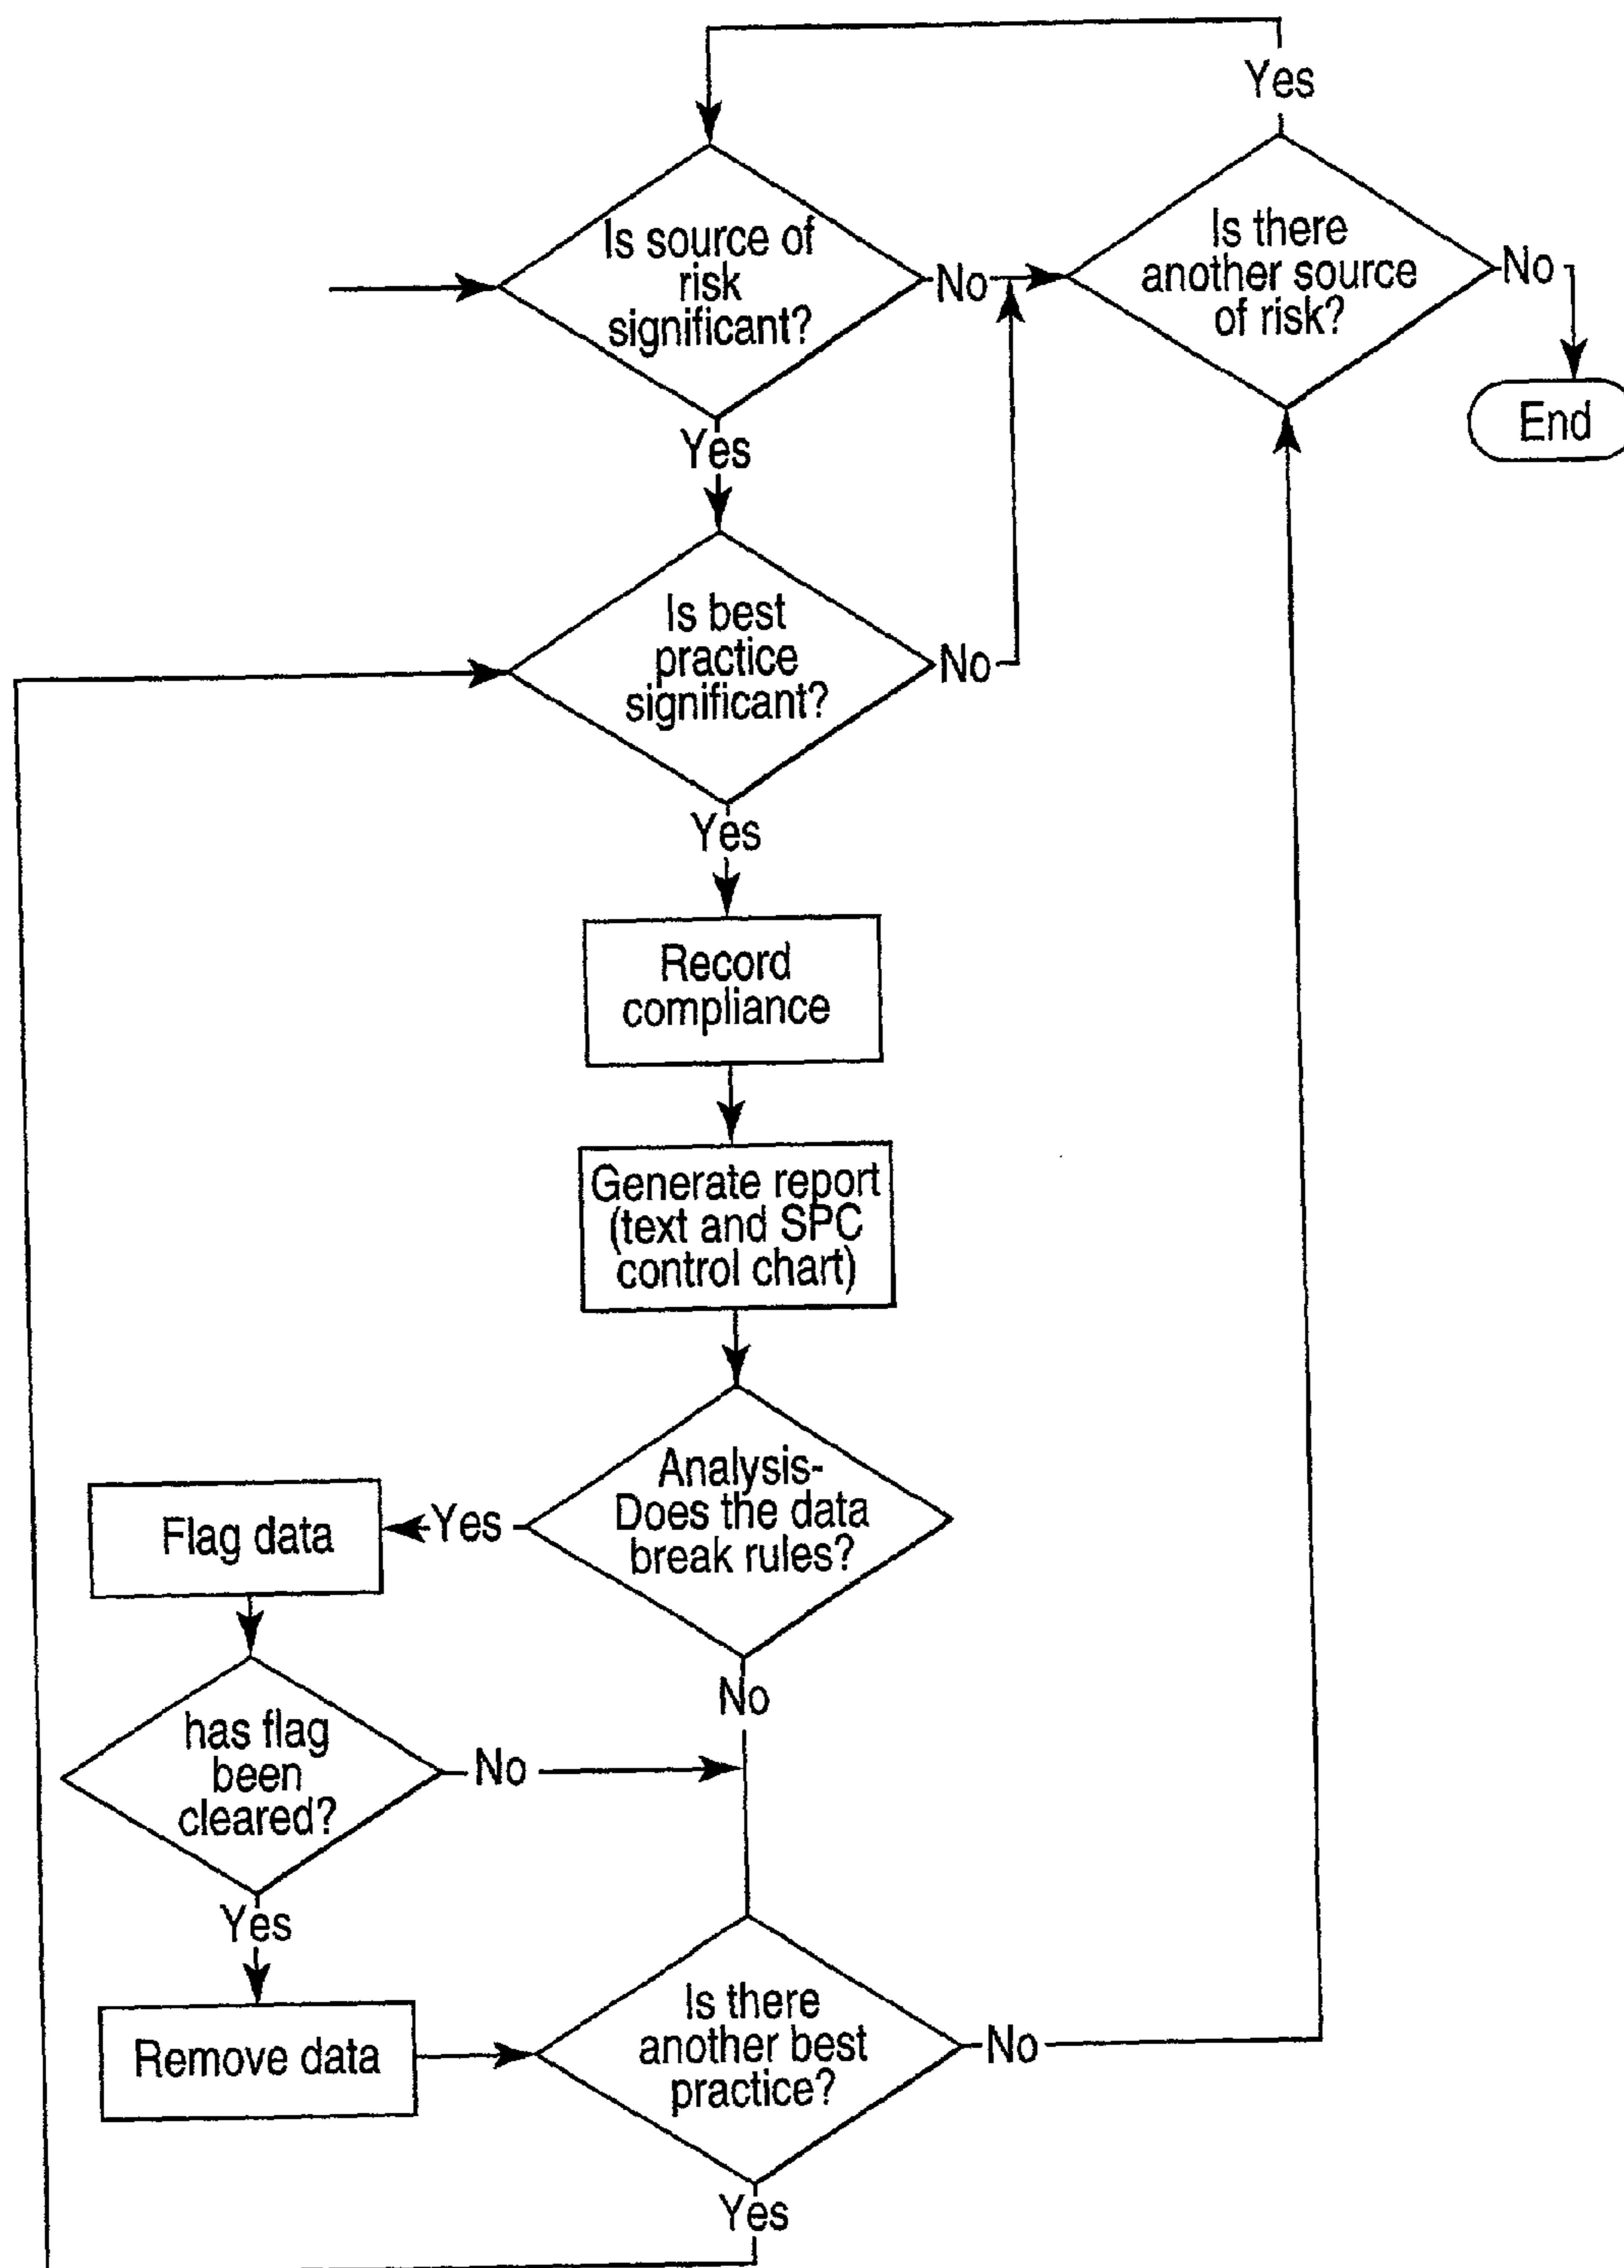 Yes
Is source of
risk
significant?
No
Is there
another source
of risk?
No
End
Yes
Is best
practice
significant?
No
Yes
Record
compliance
Generate report
(text and SPC
control chart)
Analysis-
Does the data
break rules?
Yes
Flag data
No
has flag
been
cleared?
No
Yes
Remove data
Is there
another best
practice?
No
Yes